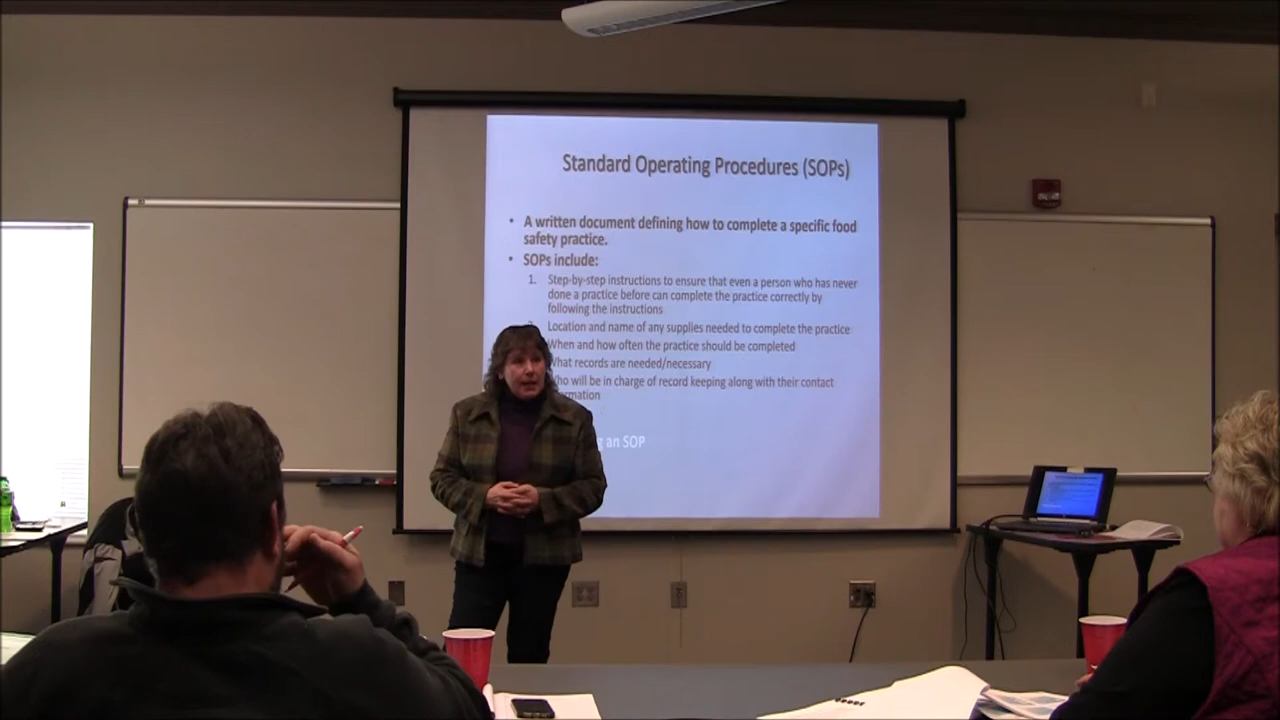 Standard Operating Procedures (SOPs)
• A written document defining how to complete a specific food
safety practice.
• SOPs include:
1. Step-by-step instructions to ensure that even a person who has never
done a practice before can complete the practice correctly by
following the instructions
Location and name of any supplies needed to complete the practice
When and how often the practice should be completed
What records are needed/necessary
will be in charge of record keeping along with their contact
an SOP